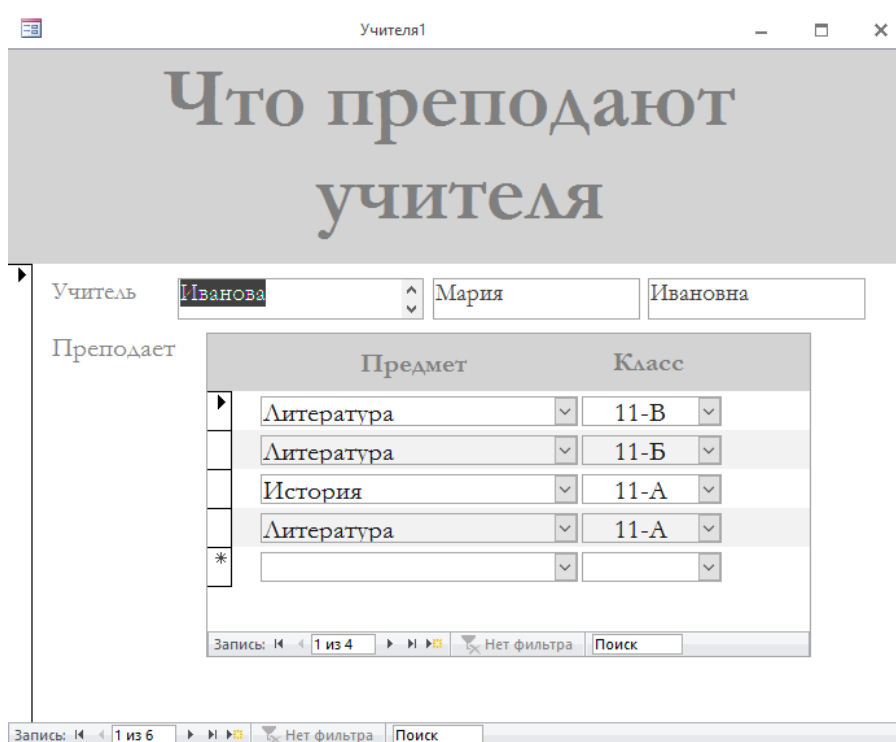 Учителя1
Что преподают
учителя
Учитель Иванова Мария Ивановна
Преподает
Предмет Класс
Литература 11-В
Литература 11-Б
История 11-А
Литература 11-А
Запись: 1 из 4 Нет фильтра Поиск
Запись: 1 из 6 Нет фильтра Поиск